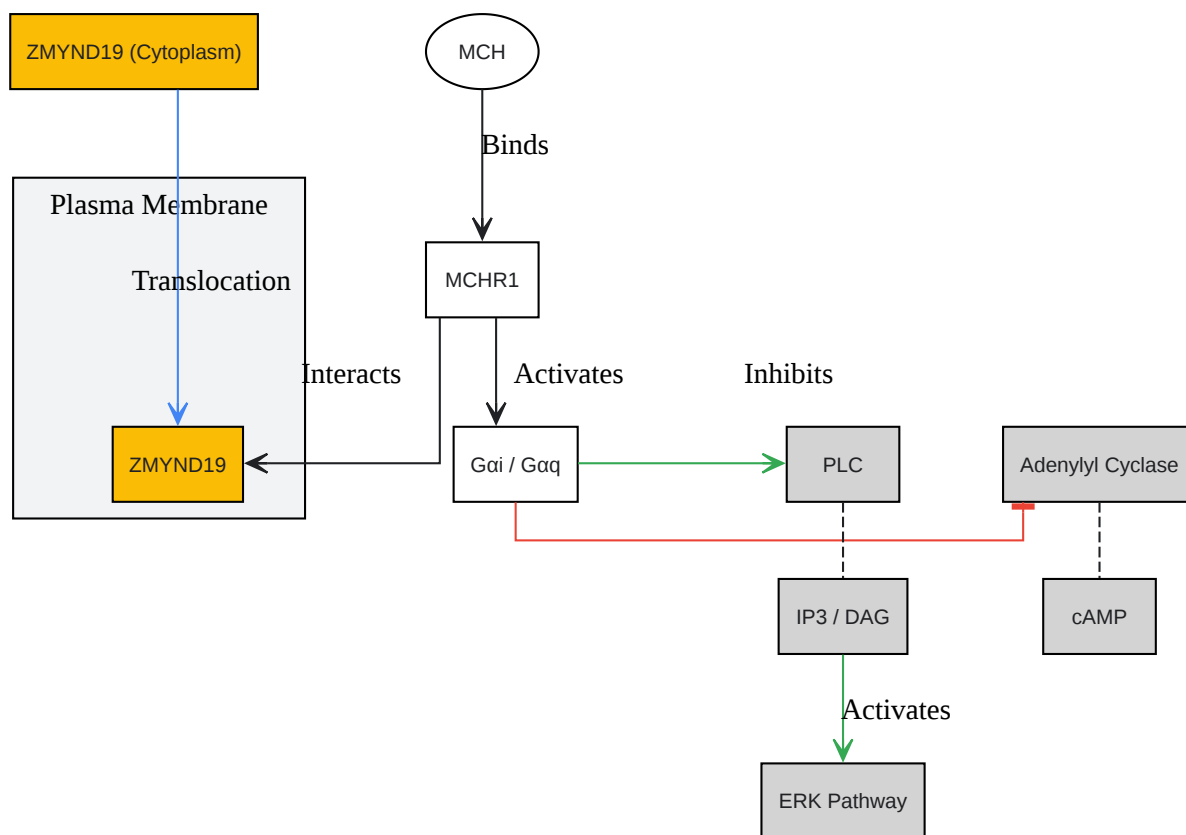 ZMYND19 (Cytoplasm)
MCH
Binds
Plasma Membrane
MCHR1
Translocation
Interacts
Activates
Inhibits
ZMYND19
Gαi / Gαq
PLC
Adenylyl Cyclase
IP3 / DAG
cAMP
Activates
ERK Pathway